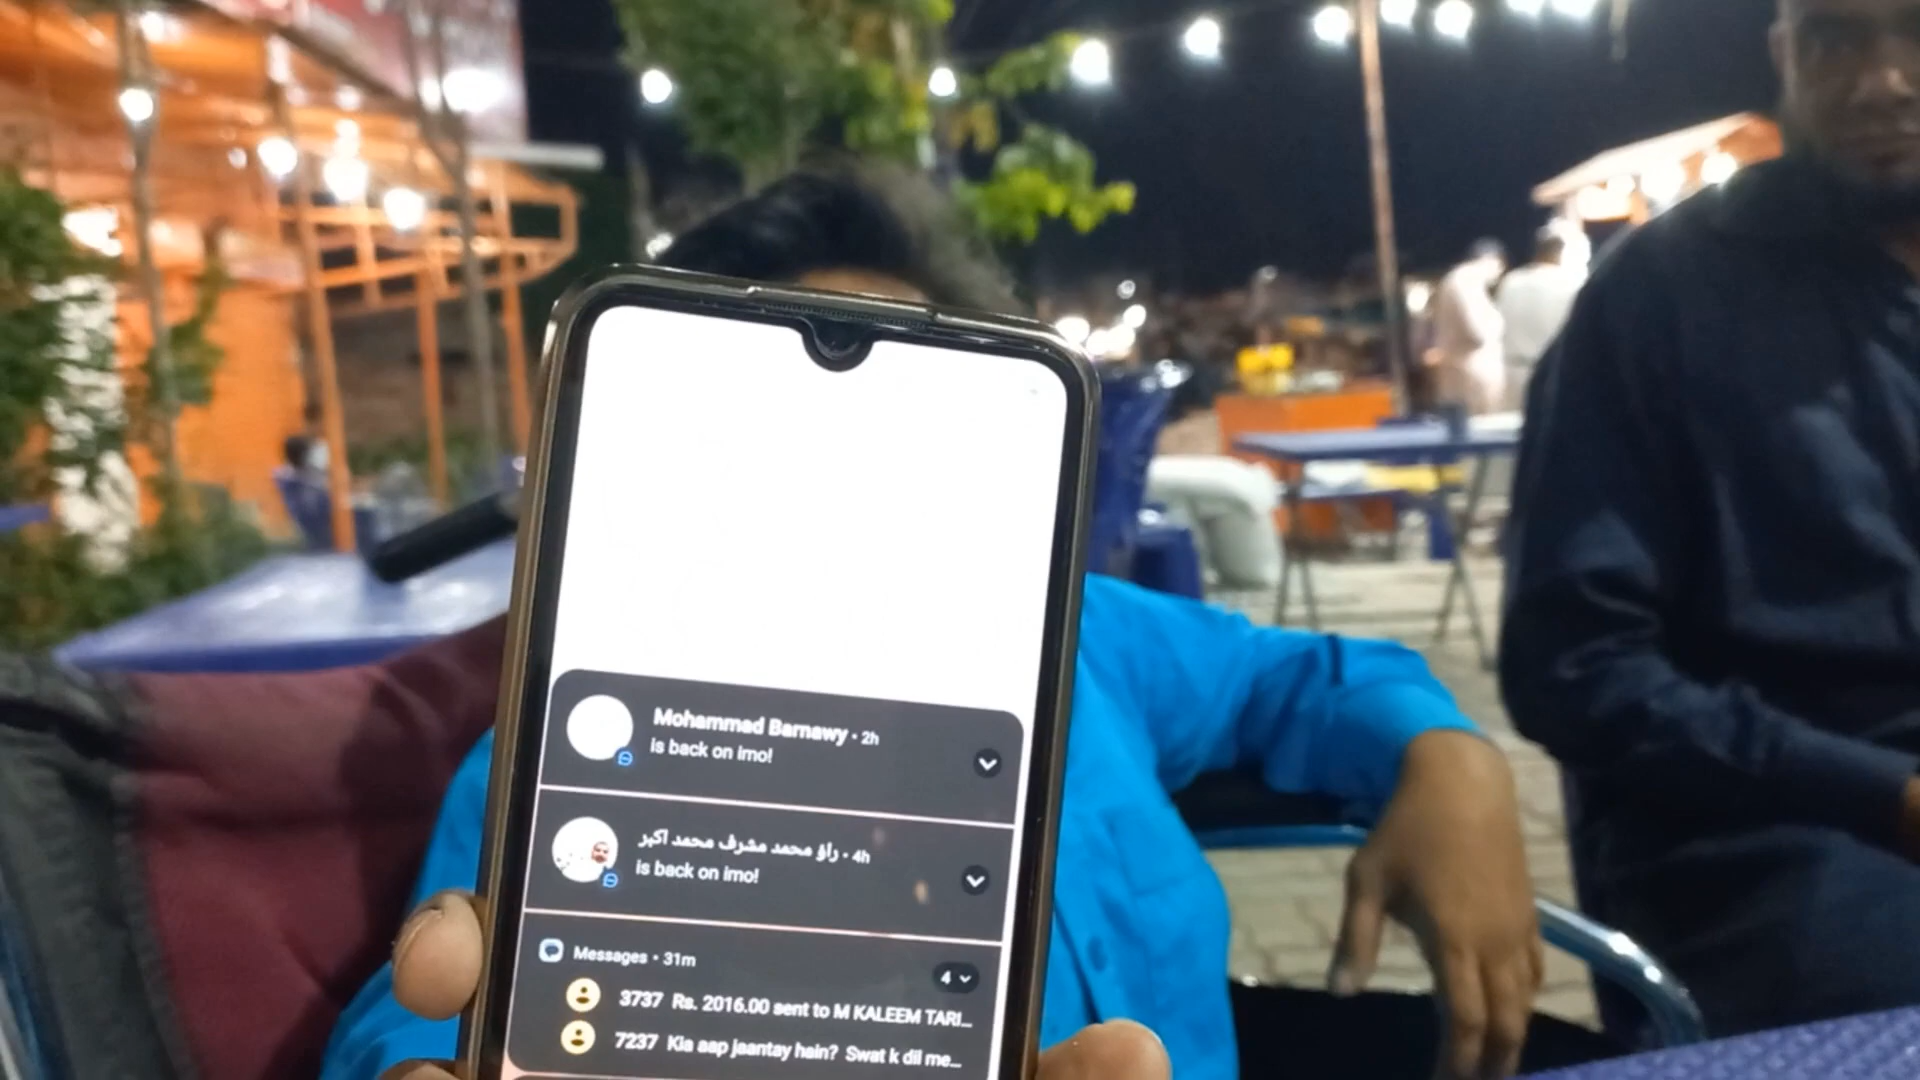 Mohammad Barnawy • 2h
is back on imo!
راؤ محمد مشرف محمد اکبر • 4h
is back on imo!
Messages • 31m
4
3737 Rs. 2016.00 sent to M KALEEM TARI...
7237 Kia aap jaantay hain? Swat k dil me...